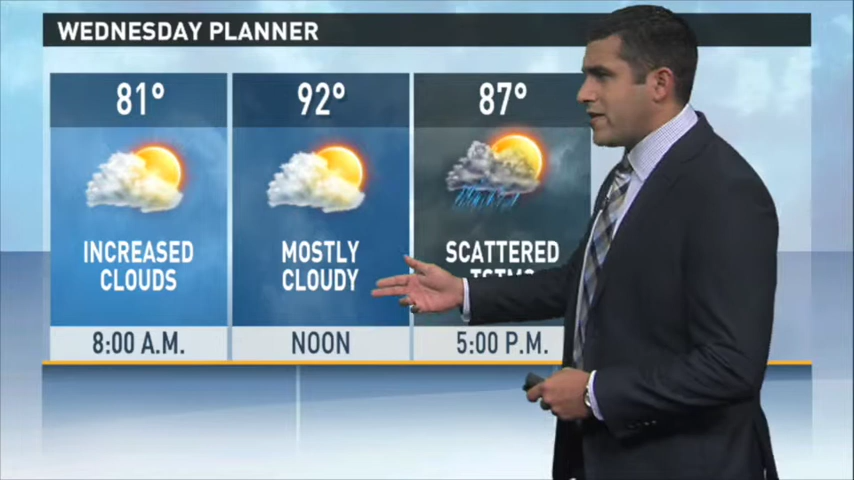 WEDNESDAY PLANNER
81° 92° 87°
INCREASED
CLOUDS
MOSTLY
CLOUDY
SCATTERED
8:00 A.M. NOON 5:00 P.M.